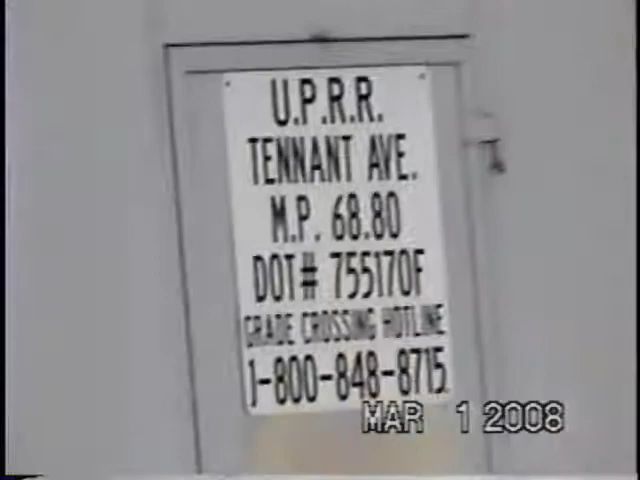 U.P.R.R.
TENNANT AVE.
M.P. 68.80
DOT# 755170F
GRADE CROSSING HOTLINE
1-800-848-8715
MAR 1 2008